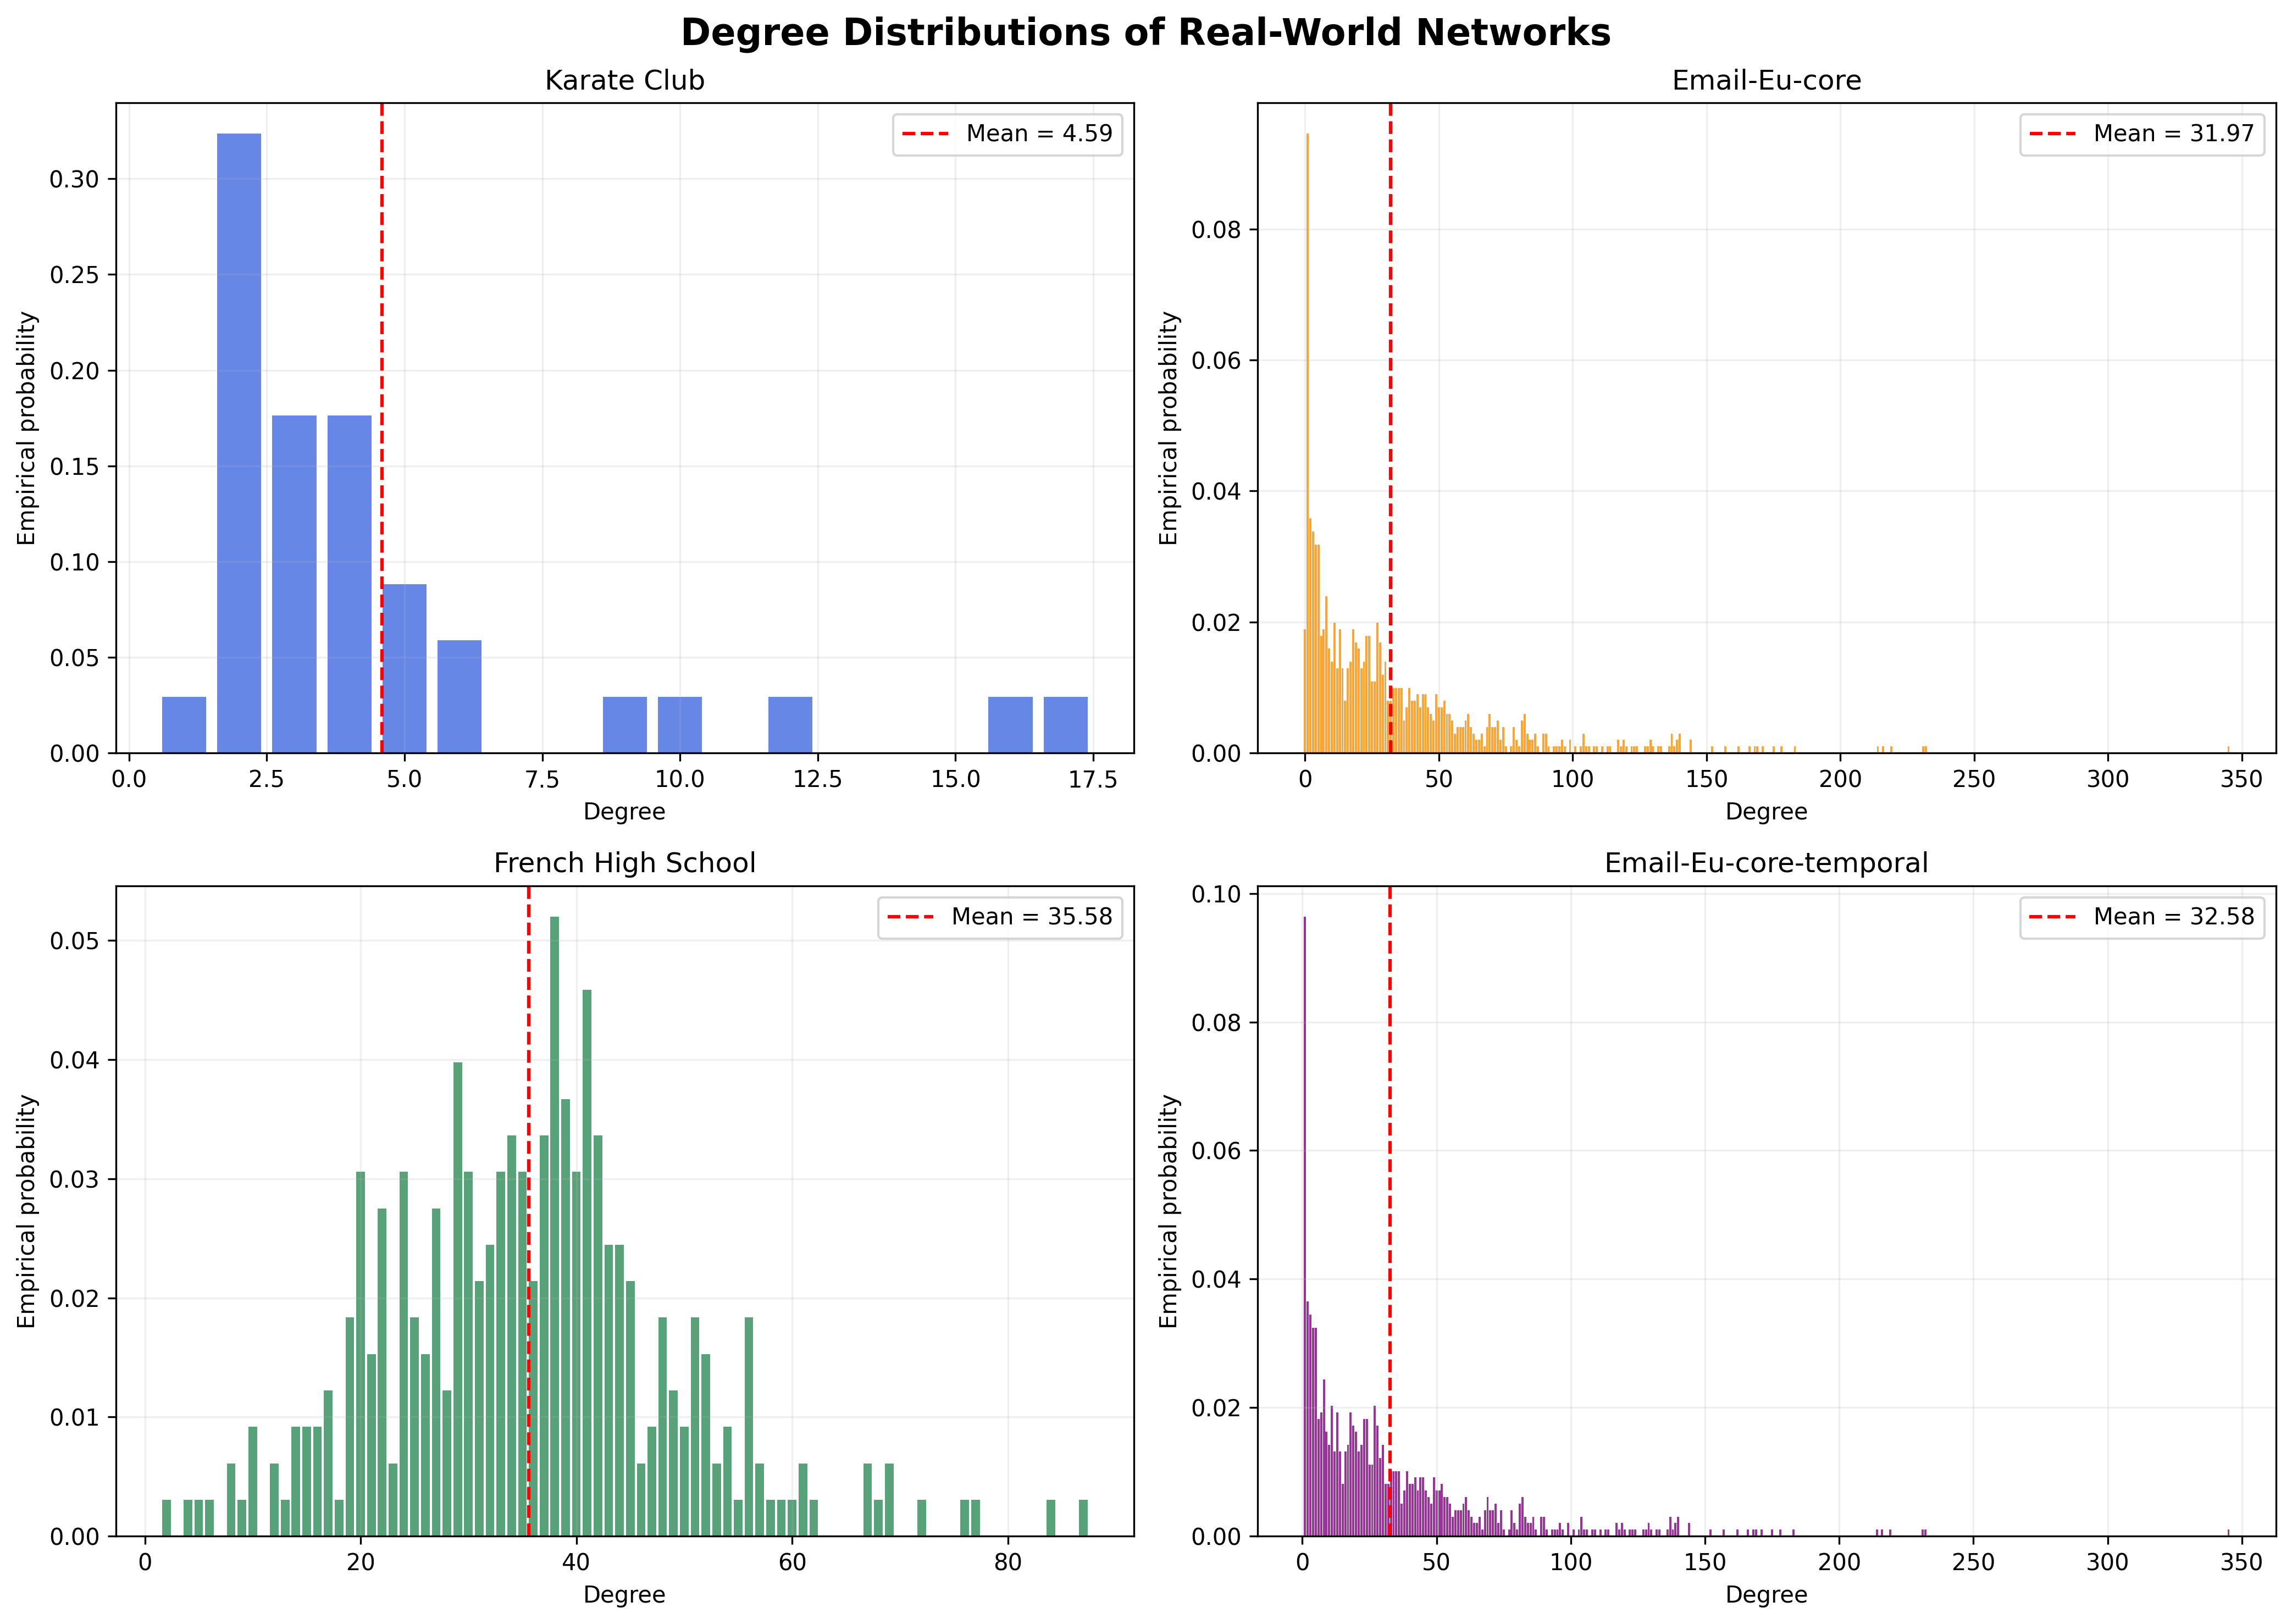 Degree Distributions of Real-World Networks
Karate Club
Mean = 4.59
Empirical probability
0.30
0.25
0.20
0.15
0.10
0.05
0.00
0.0 2.5 5.0 7.5 10.0 12.5 15.0 17.5
Degree
Email-Eu-core
Mean = 31.97
Empirical probability
0.08
0.06
0.04
0.02
0.00
0 50 100 150 200 250 300 350
Degree
French High School
Mean = 35.58
Empirical probability
0.05
0.04
0.03
0.02
0.01
0.00
0 20 40 60 80
Degree
Email-Eu-core-temporal
Mean = 32.58
Empirical probability
0.10
0.08
0.06
0.04
0.02
0.00
0 50 100 150 200 250 300 350
Degree